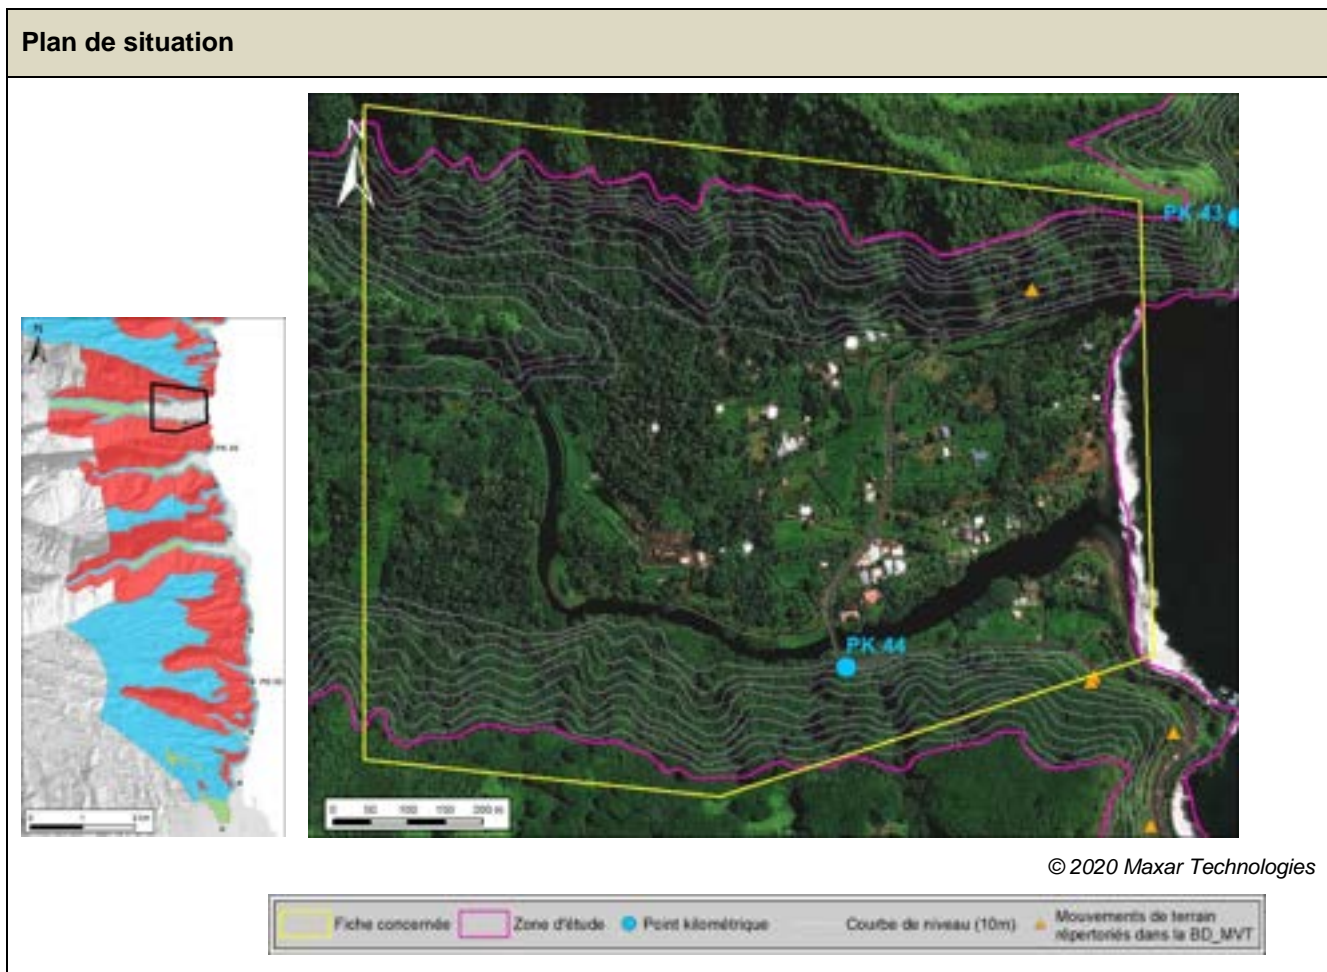 Plan de situation
N
PK 43
PK 44
0 50 100 150 200 m
N
© 2020 Maxar Technologies
Fiche concernée
Zone d'étude
Point kilométrique
Courbe de niveau (10m)
Mouvements de terrain
répertoriés dans la BD_MVT